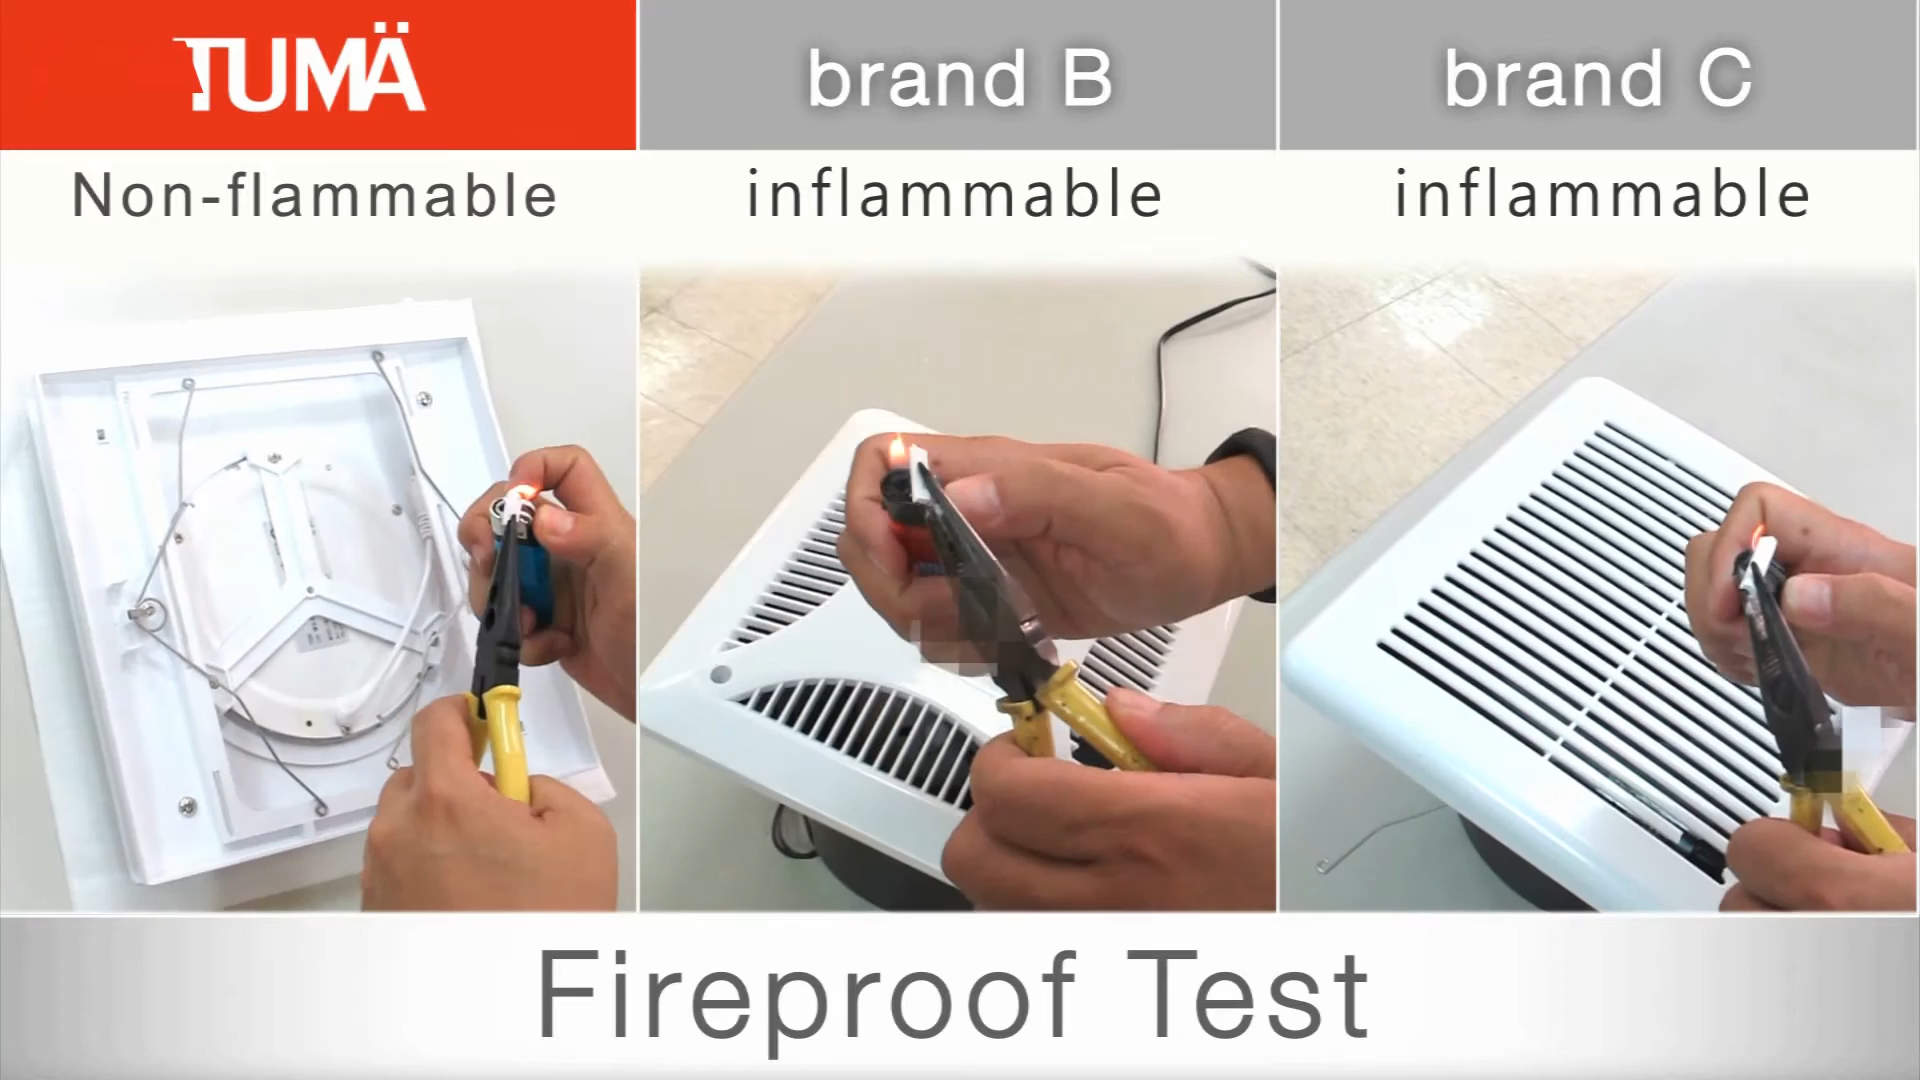 TUMÄ
brand B
brand C
Non-flammable
inflammable
inflammable
Fireproof Test